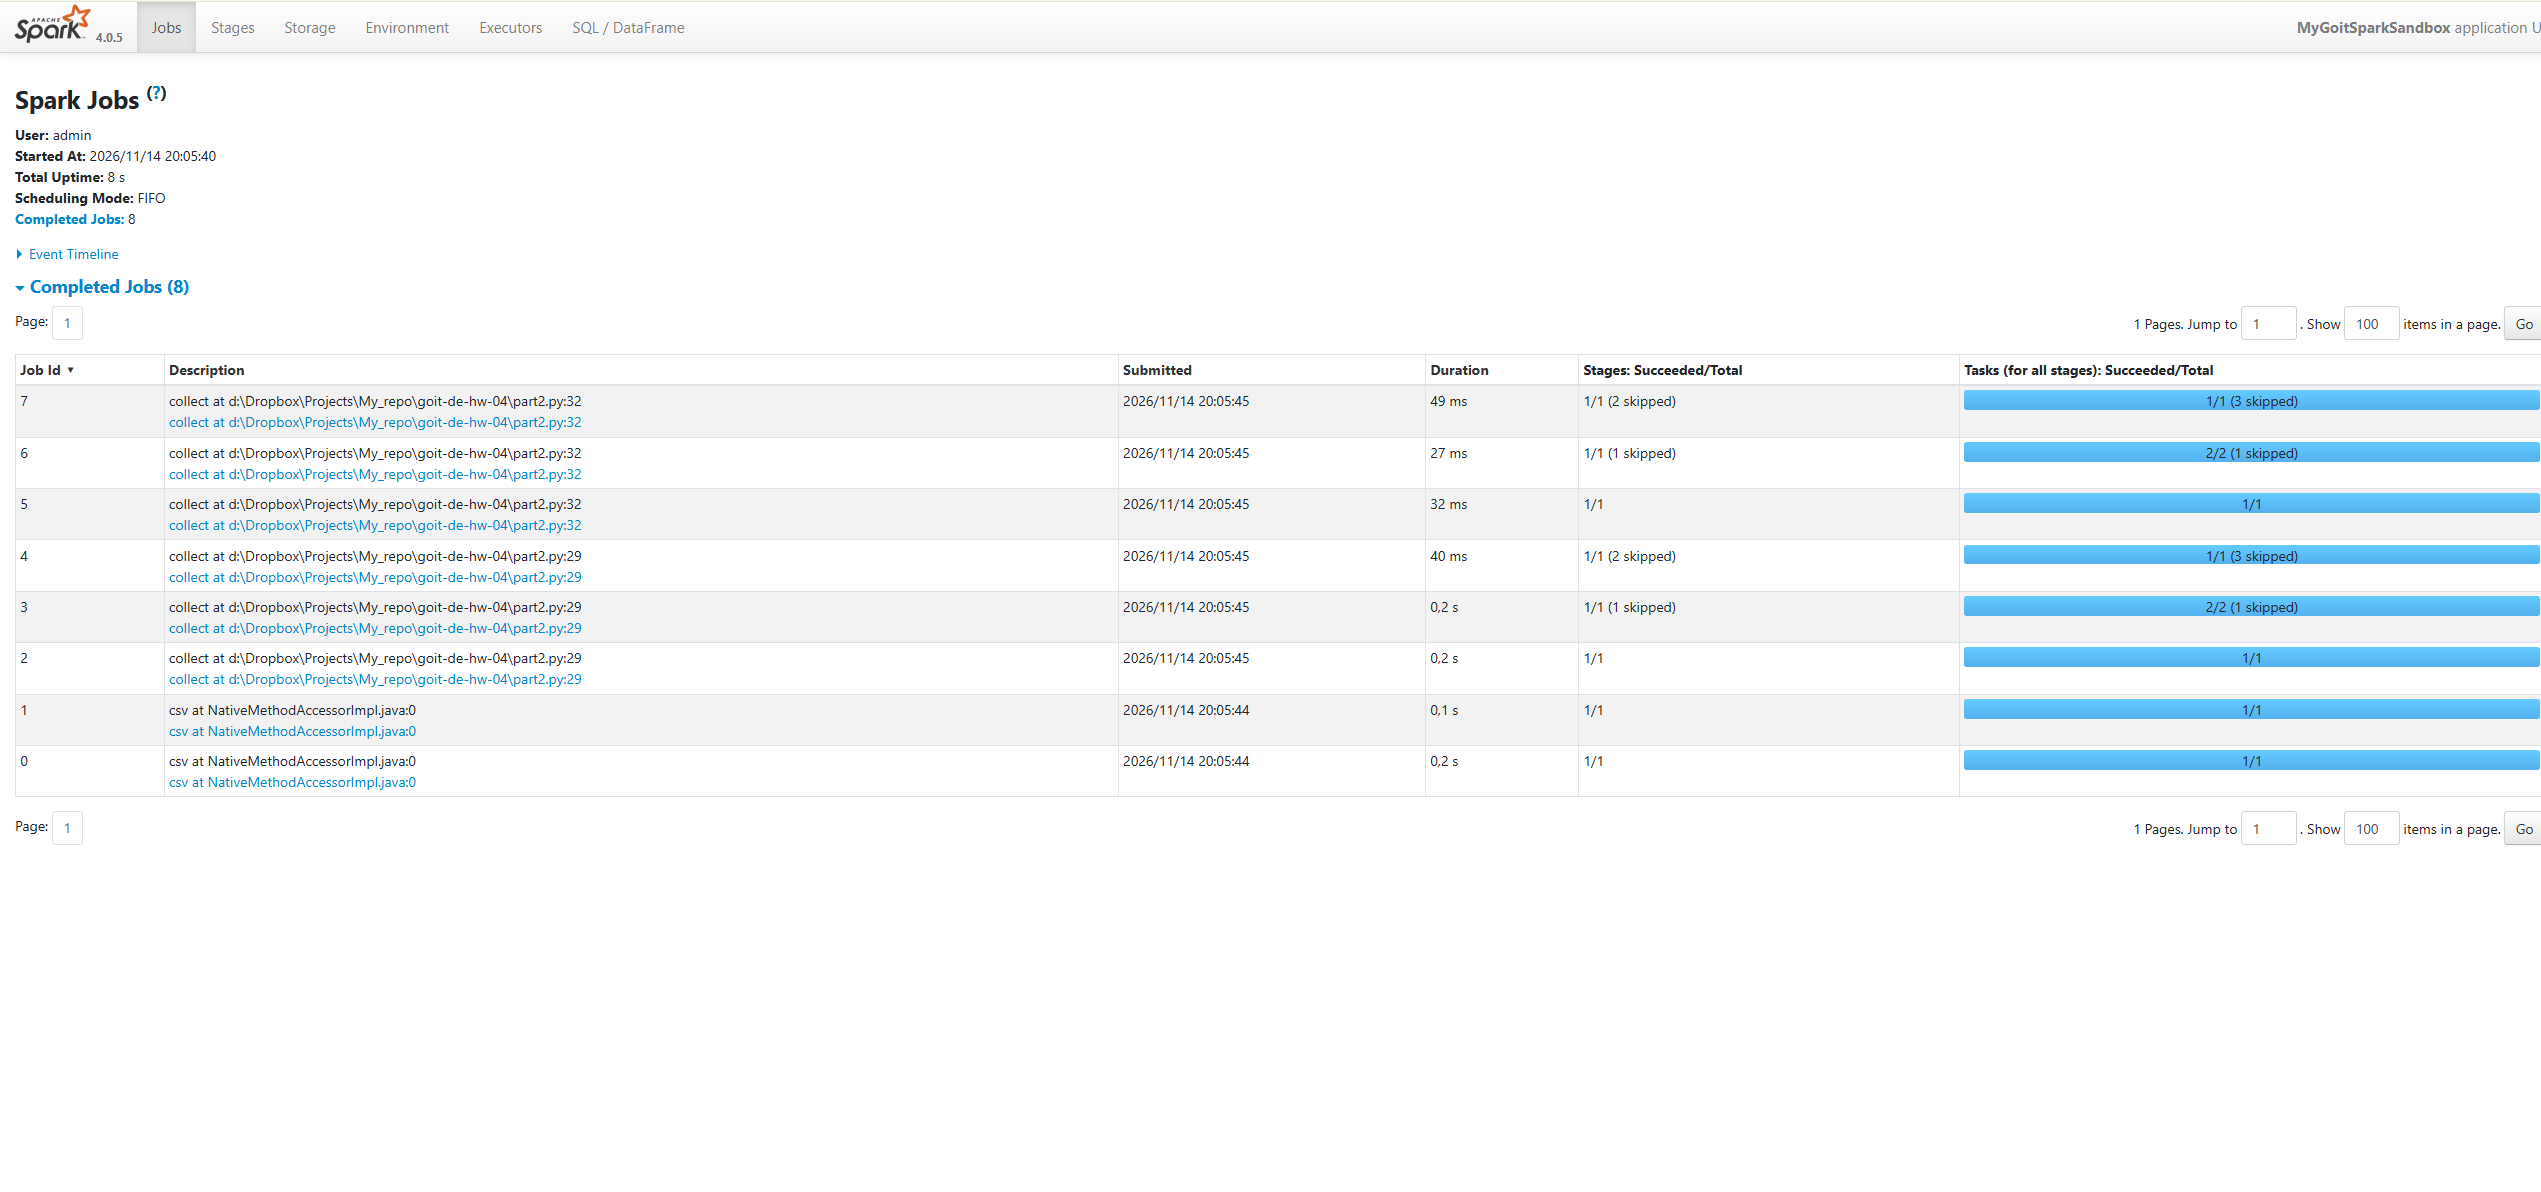 APACHE Spark 4.0.5 Jobs Stages Storage Environment Executors SQL / DataFrame MyGoitSparkSandbox application U
Spark Jobs (?)
User: admin
Started At: 2026/11/14 20:05:40
Total Uptime: 8 s
Scheduling Mode: FIFO
Completed Jobs: 8
Event Timeline
Completed Jobs (8)
Page: 1 1 Pages. Jump to 1 . Show 100 items in a page. Go
Job Id ▾ Description Submitted Duration Stages: Succeeded/Total Tasks (for all stages): Succeeded/Total
7 collect at d:\Dropbox\Projects\My_repo\goit-de-hw-04\part2.py:32 2026/11/14 20:05:45 49 ms 1/1 (2 skipped) 1/1 (3 skipped)
collect at d:\Dropbox\Projects\My_repo\goit-de-hw-04\part2.py:32
6 collect at d:\Dropbox\Projects\My_repo\goit-de-hw-04\part2.py:32 2026/11/14 20:05:45 27 ms 1/1 (1 skipped) 2/2 (1 skipped)
collect at d:\Dropbox\Projects\My_repo\goit-de-hw-04\part2.py:32
5 collect at d:\Dropbox\Projects\My_repo\goit-de-hw-04\part2.py:32 2026/11/14 20:05:45 32 ms 1/1 1/1
collect at d:\Dropbox\Projects\My_repo\goit-de-hw-04\part2.py:32
4 collect at d:\Dropbox\Projects\My_repo\goit-de-hw-04\part2.py:29 2026/11/14 20:05:45 40 ms 1/1 (2 skipped) 1/1 (3 skipped)
collect at d:\Dropbox\Projects\My_repo\goit-de-hw-04\part2.py:29
3 collect at d:\Dropbox\Projects\My_repo\goit-de-hw-04\part2.py:29 2026/11/14 20:05:45 0,2 s 1/1 (1 skipped) 2/2 (1 skipped)
collect at d:\Dropbox\Projects\My_repo\goit-de-hw-04\part2.py:29
2 collect at d:\Dropbox\Projects\My_repo\goit-de-hw-04\part2.py:29 2026/11/14 20:05:45 0,2 s 1/1 1/1
collect at d:\Dropbox\Projects\My_repo\goit-de-hw-04\part2.py:29
1 csv at NativeMethodAccessorImpl.java:0 2026/11/14 20:05:44 0,1 s 1/1 1/1
csv at NativeMethodAccessorImpl.java:0
0 csv at NativeMethodAccessorImpl.java:0 2026/11/14 20:05:44 0,2 s 1/1 1/1
csv at NativeMethodAccessorImpl.java:0
Page: 1 1 Pages. Jump to 1 . Show 100 items in a page. Go